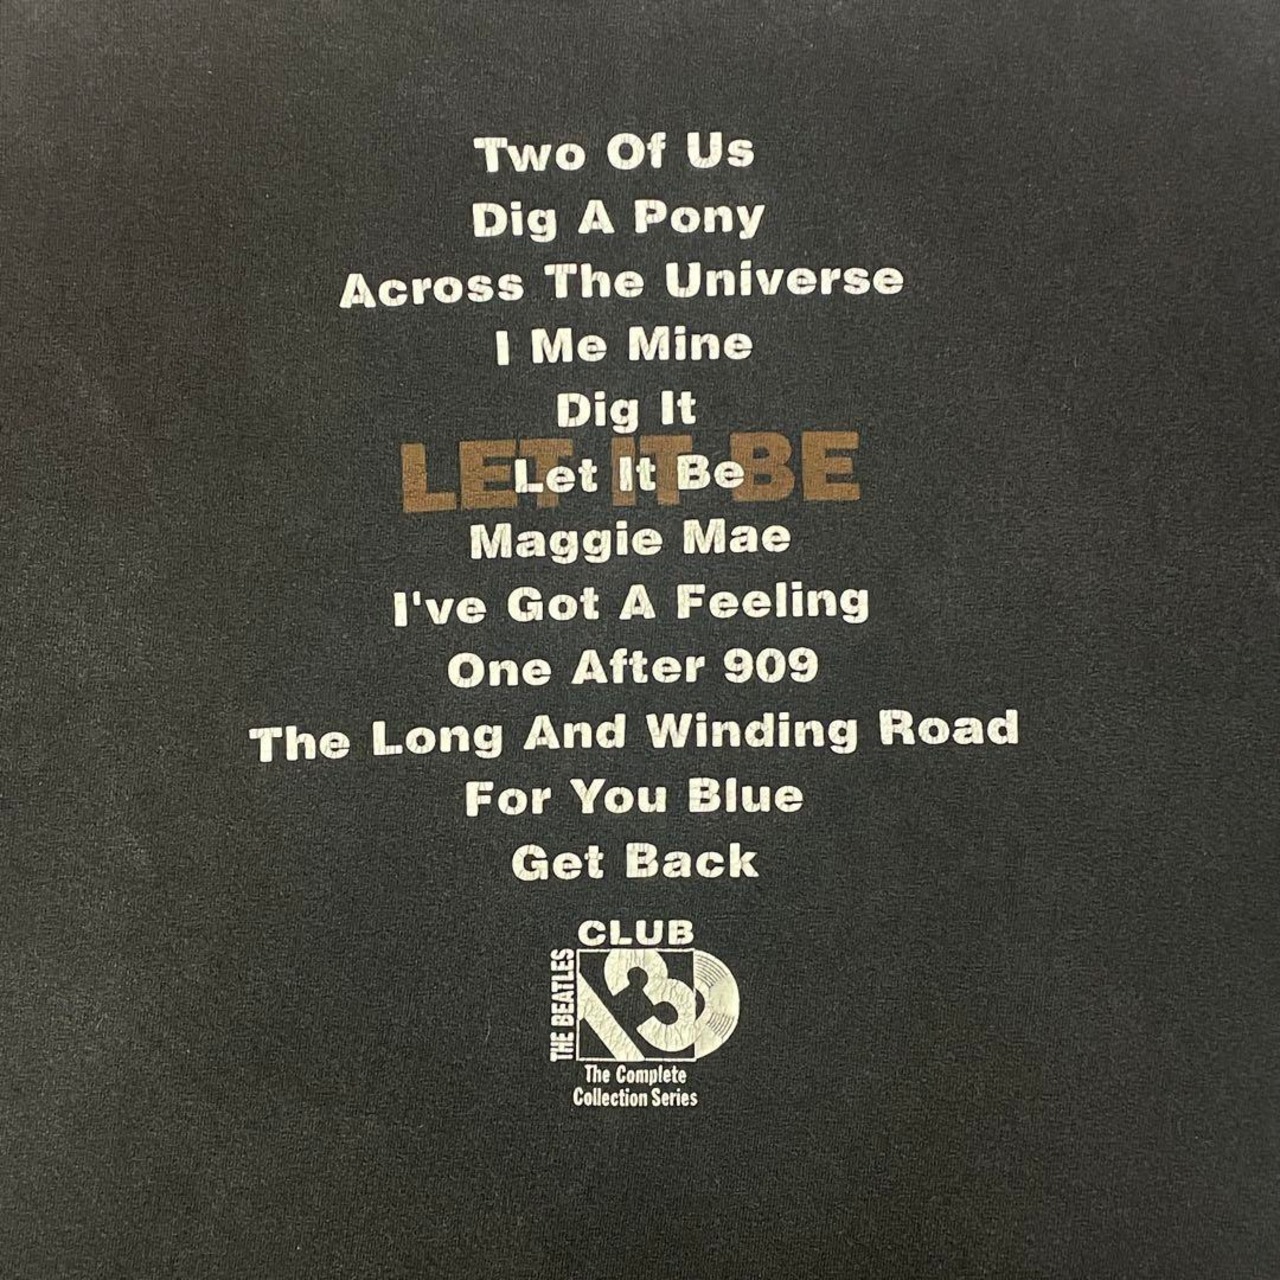 Two Of Us
Dig A Pony
Across The Universe
I Me Mine
Dig It
LET IT BE
Let It Be
Maggie Mae
I've Got A Feeling
One After 909
The Long And Winding Road
For You Blue
Get Back
CLUB
THE BEATLES
13
The Complete
Collection Series